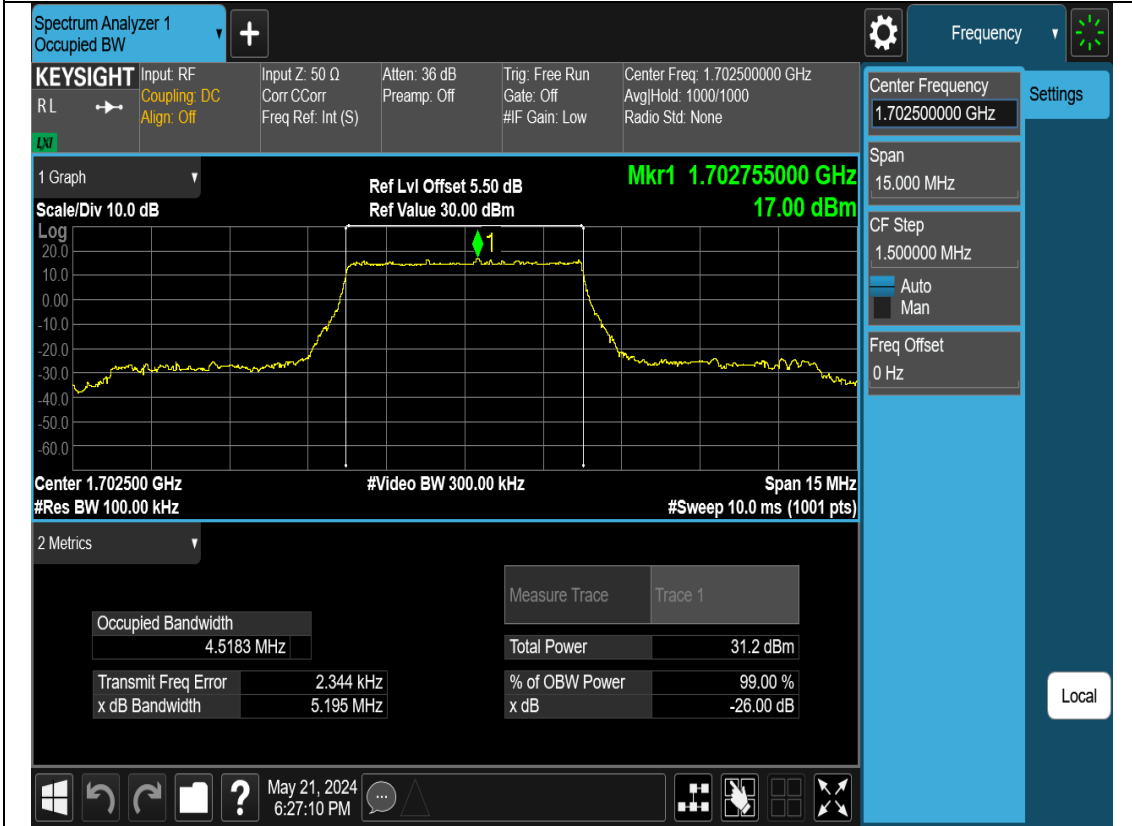 Spectrum Analyzer 1
Occupied BW
+
Frequency
KEYSIGHT
RL
LXI
Input: RF
Coupling: DC
Align: Off
Input Z: 50 Ω
Corr CCorr
Freq Ref: Int (S)
Atten: 36 dB
Preamp: Off
Trig: Free Run
Gate: Off
#IF Gain: Low
Center Freq: 1.702500000 GHz
Avg|Hold: 1000/1000
Radio Std: None
Center Frequency
1.702500000 GHz
Settings
Span
15.000 MHz
CF Step
1.500000 MHz
Auto
Man
Freq Offset
0 Hz
Local
1 Graph
Scale/Div 10.0 dB
Ref Lvl Offset 5.50 dB
Ref Value 30.00 dBm
Mkr1 1.702755000 GHz
17.00 dBm
Log
1
20.0
10.0
0.00
-10.0
-20.0
-30.0
-40.0
-50.0
-60.0
Center 1.702500 GHz
#Res BW 100.00 kHz
#Video BW 300.00 kHz
Span 15 MHz
#Sweep 10.0 ms (1001 pts)
2 Metrics
Measure Trace Trace 1
Occupied Bandwidth
4.5183 MHz
Total Power 31.2 dBm
Transmit Freq Error 2.344 kHz
x dB Bandwidth 5.195 MHz
% of OBW Power 99.00 %
x dB -26.00 dB
?
May 21, 2024
6:27:10 PM